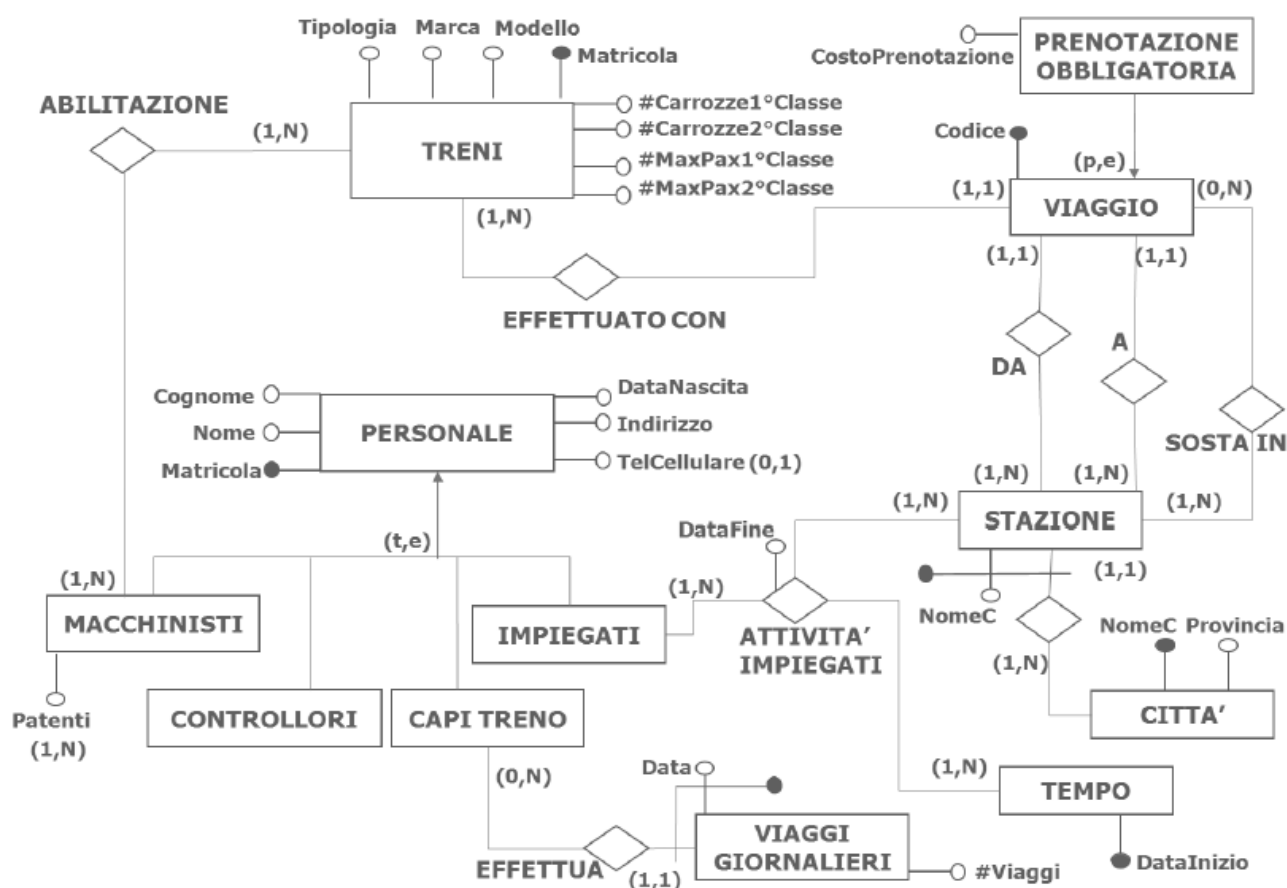 Tipologia
Marca
Modello
Matricola
CostoPrenotazione
PRENOTAZIONE
OBBLIGATORIA
ABILITAZIONE
(1,N)
TRENI
#Carrozze1°Classe
#Carrozze2°Classe
#MaxPax1°Classe
#MaxPax2°Classe
Codice
(p,e)
(1,N)
(1,1)
VIAGGIO
(0,N)
(1,1)
(1,1)
EFFETTUATO CON
DA
A
SOSTA IN
Cognome
Nome
Matricola
PERSONALE
DataNascita
Indirizzo
TelCellulare (0,1)
(1,N)
(1,N)
(1,N)
STAZIONE
(1,N)
(t,e)
DataFine
(1,N)
MACCHINISTI
IMPIEGATI
(1,N)
ATTIVITA’
IMPIEGATI
NomeC
(1,1)
NomeC
Provincia
(1,N)
CITTA’
Patenti
(1,N)
CONTROLLORI
CAPI TRENO
(0,N)
Data
(1,N)
TEMPO
EFFETTUA
(1,1)
VIAGGI
GIORNALIERI
#Viaggi
DataInizio